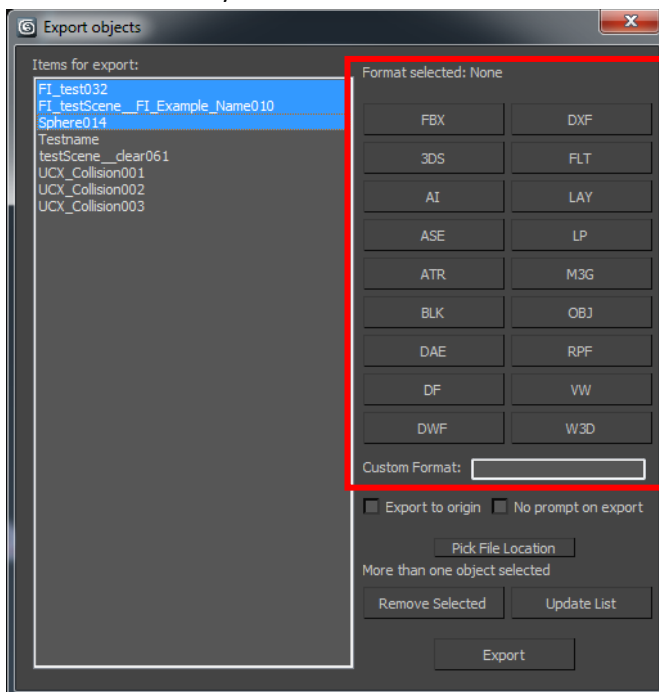 Export objects
Items for export:
FI_test032
FI_testScene__FI_Example_Name010
Sphere014
Testname
testScene__clear061
UCX_Collision001
UCX_Collision002
UCX_Collision003
Format selected: None
FBX DXF
3DS FLT
AI LAY
ASE LP
ATR M3G
BLK OBJ
DAE RPF
DF VW
DWF W3D
Custom Format:
Export to origin No prompt on export
Pick File Location
More than one object selected
Remove Selected Update List
Export